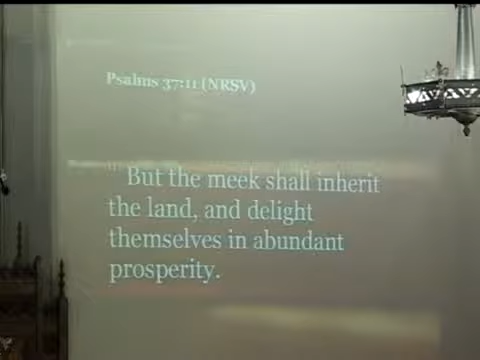 Psalms 37:11 (NRSV)
But the meek shall inherit
the land, and delight
themselves in abundant
prosperity.